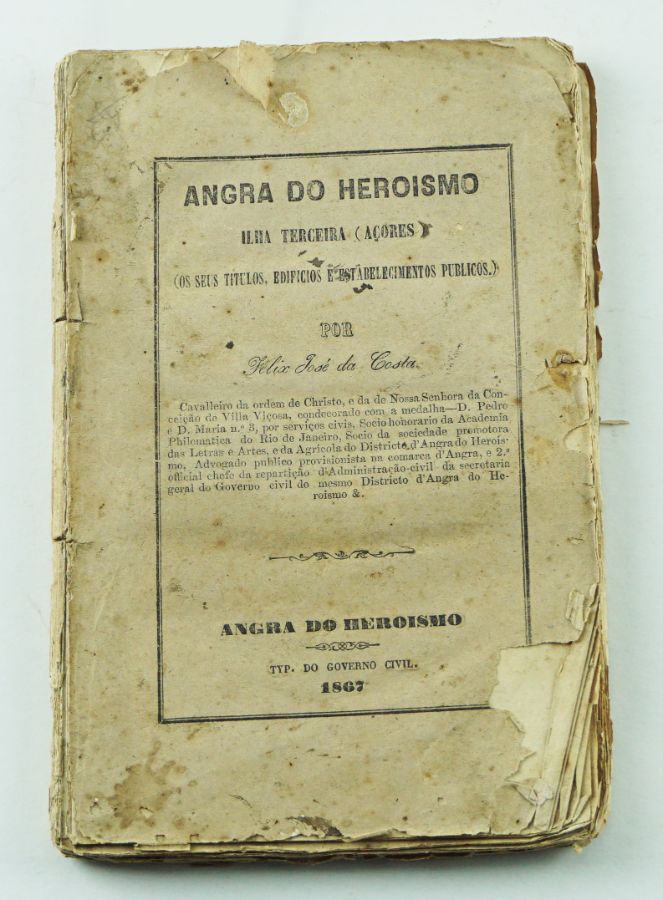 ANGRA DO HEROISMO
ILHA TERCEIRA (AÇORES)
(OS SEUS TITULOS, EDIFICIOS E ESTABELECIMENTOS PUBLICOS.)
POR
Felix José da Costa.
Cavalleiro da ordem de Christo, e da de Nossa Senhora da Con-
ceição de Villa Viçosa, condecorado com a medalha—D. Pedro
e D. Maria n.º 3, por serviços civis, Socio honorario da Academia
Philomatica do Rio de Janeiro, Socio da sociedade promotora
das Letras e Artes, e da Agricola do Districto d'Angra do Herois-
mo, Advogado publico provisionista na comarca d'Angra, e 2.º
official chefe da repartição d'Administração-civil da secretaria
geral do Governo civil do mesmo Districto d'Angra do He-
roismo &.
ANGRA DO HEROISMO
TYP. DO GOVERNO CIVIL.
1867